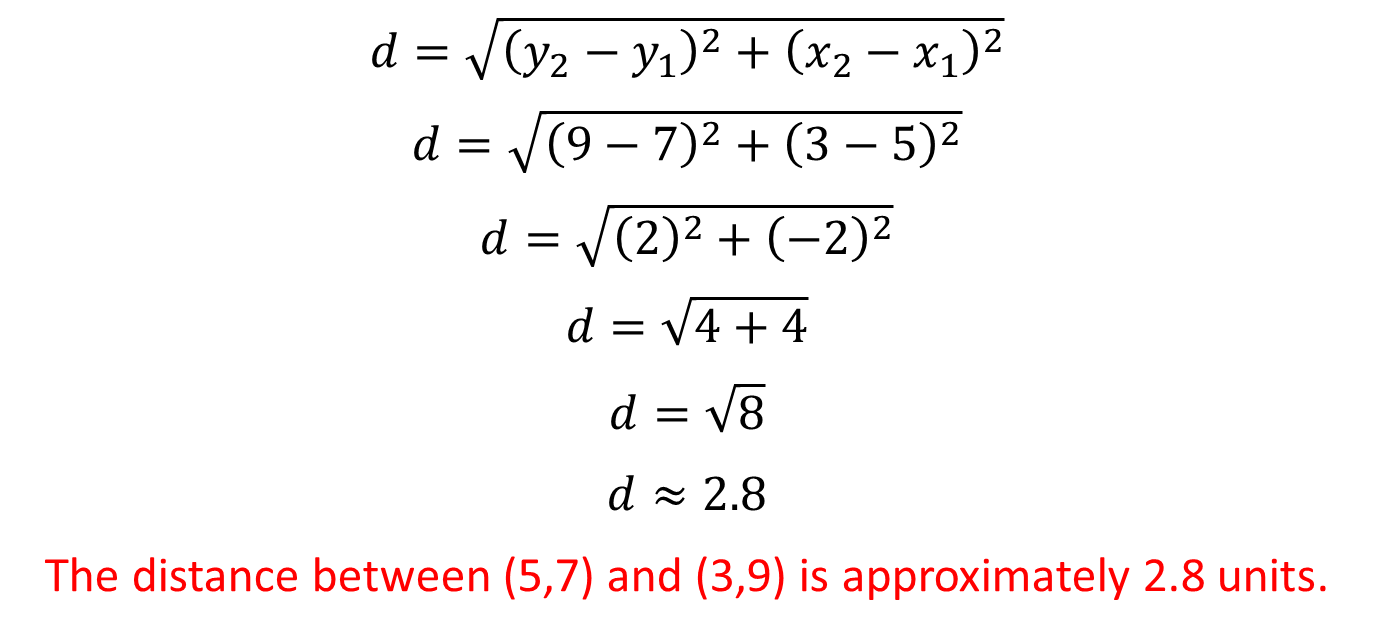 d = √(y₂ − y₁)² + (x₂ − x₁)²
d = √(9 − 7)² + (3 − 5)²
d = √(2)² + (−2)²
d = √4 + 4
d = √8
d ≈ 2.8
The distance between (5,7) and (3,9) is approximately 2.8 units.